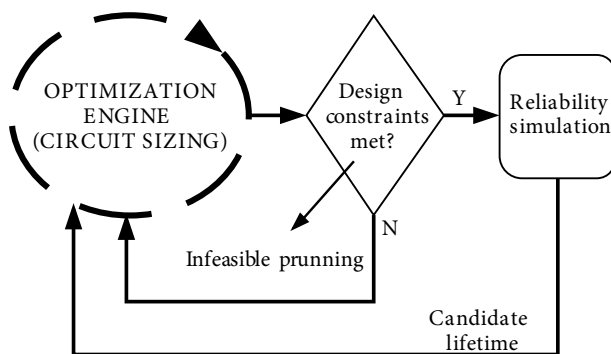 OPTIMIZATION
ENGINE
(CIRCUIT SIZING)
Design
constraints
met?
Y
Reliability
simulation
N
Infeasible prunning
Candidate
lifetime